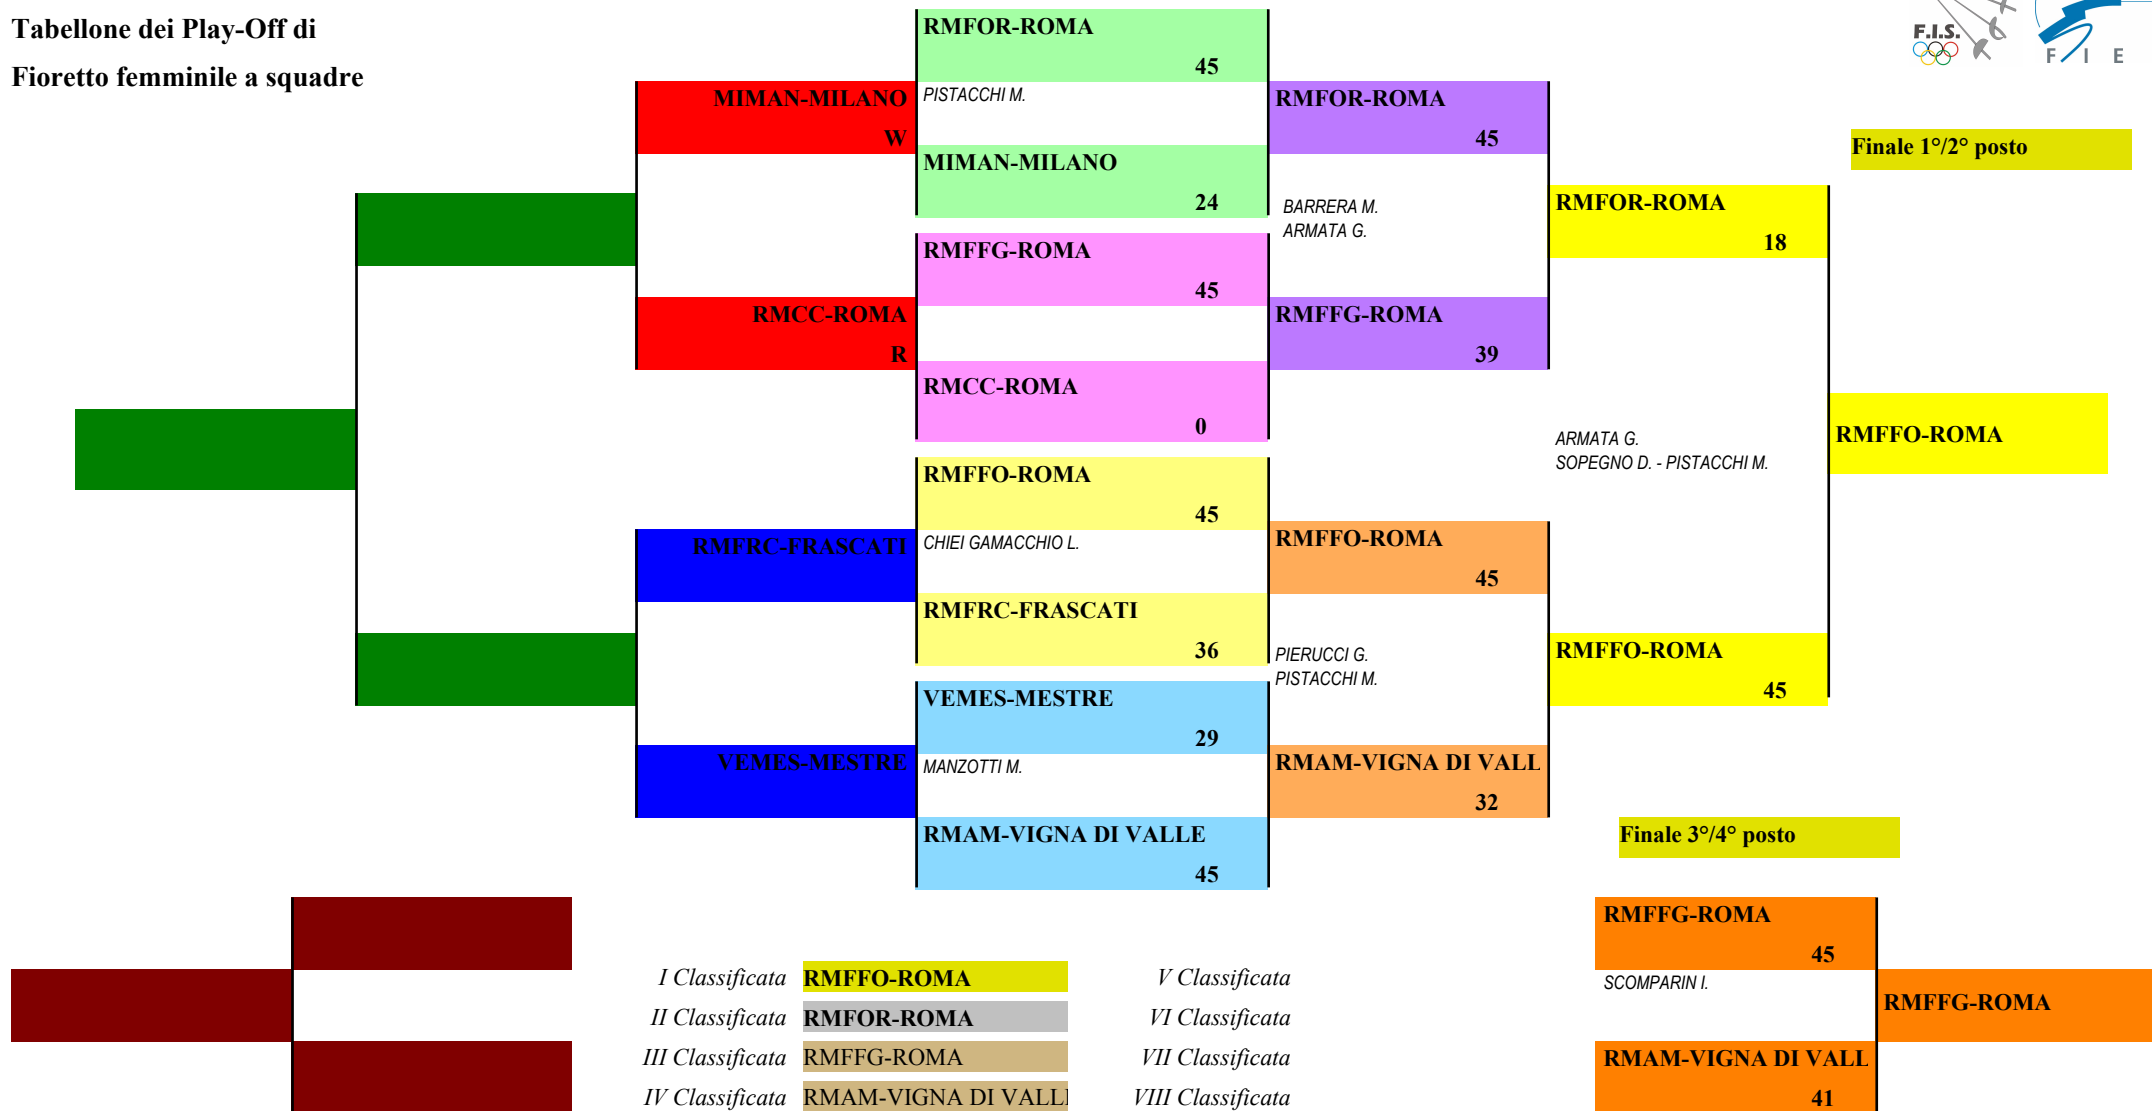 Tabellone dei Play-Off di
Fioretto femminile a squadre
F.I.S.
F I E
RMFOR-ROMA
45
PISTACCHI M.
MIMAN-MILANO
24
RMFFG-ROMA
45
RMCC-ROMA
0
RMFFO-ROMA
45
CHIEI GAMACCHIO L.
RMFRC-FRASCATI
36
VEMES-MESTRE
29
MANZOTTI M.
RMAM-VIGNA DI VALLE
45
MIMAN-MILANO
W
RMCC-ROMA
R
RMFRC-FRASCATI
VEMES-MESTRE
RMFOR-ROMA
45
BARRERA M.
ARMATA G.
RMFFG-ROMA
39
RMFFO-ROMA
45
PIERUCCI G.
PISTACCHI M.
RMAM-VIGNA DI VALL
32
Finale 1°/2° posto
RMFOR-ROMA
18
ARMATA G.
SOPEGNO D. - PISTACCHI M.
RMFFO-ROMA
45
RMFFO-ROMA
Finale 3°/4° posto
RMFFG-ROMA
45
SCOMPARIN I.
RMAM-VIGNA DI VALL
41
RMFFG-ROMA
I Classificata RMFFO-ROMA
II Classificata RMFOR-ROMA
III Classificata RMFFG-ROMA
IV Classificata RMAM-VIGNA DI VALL
V Classificata
VI Classificata
VII Classificata
VIII Classificata